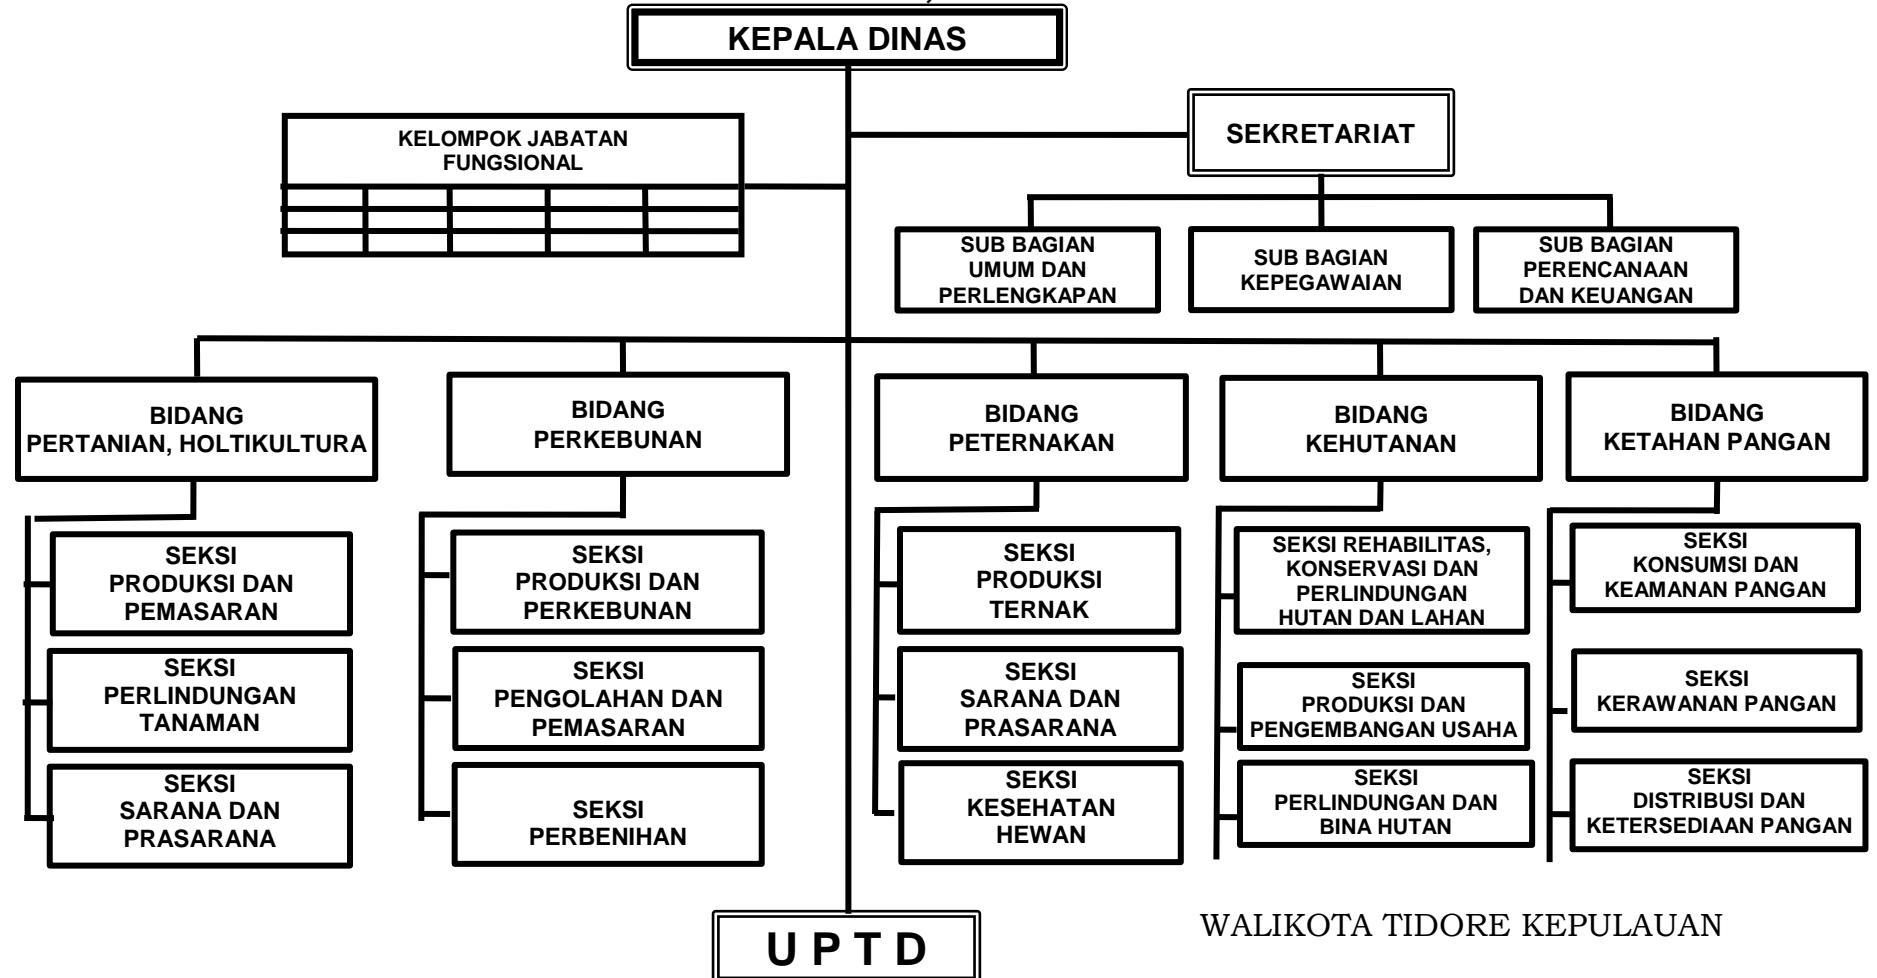 KEPALA DINAS
SEKRETARIAT
KELOMPOK JABATAN
FUNGSIONAL
SUB BAGIAN
UMUM DAN
PERLENGKAPAN
SUB BAGIAN
KEPEGAWAIAN
SUB BAGIAN
PERENCANAAN
DAN KEUANGAN
BIDANG
PERTANIAN, HOLTIKULTURA
BIDANG
PERKEBUNAN
BIDANG
PETERNAKAN
BIDANG
KEHUTANAN
BIDANG
KETAHAN PANGAN
SEKSI
PRODUKSI DAN
PEMASARAN
SEKSI
PERLINDUNGAN
TANAMAN
SEKSI
SARANA DAN
PRASARANA
SEKSI
PRODUKSI DAN
PERKEBUNAN
SEKSI
PENGOLAHAN DAN
PEMASARAN
SEKSI
PERBENIHAN
SEKSI
PRODUKSI
TERNAK
SEKSI
SARANA DAN
PRASARANA
SEKSI
KESEHATAN
HEWAN
SEKSI REHABILITAS,
KONSERVASI DAN
PERLINDUNGAN
HUTAN DAN LAHAN
SEKSI
PRODUKSI DAN
PENGEMBANGAN USAHA
SEKSI
PERLINDUNGAN DAN
BINA HUTAN
SEKSI
KONSUMSI DAN
KEAMANAN PANGAN
SEKSI
KERAWANAN PANGAN
SEKSI
DISTRIBUSI DAN
KETERSEDIAAN PANGAN
U P T D
WALIKOTA TIDORE KEPULAUAN